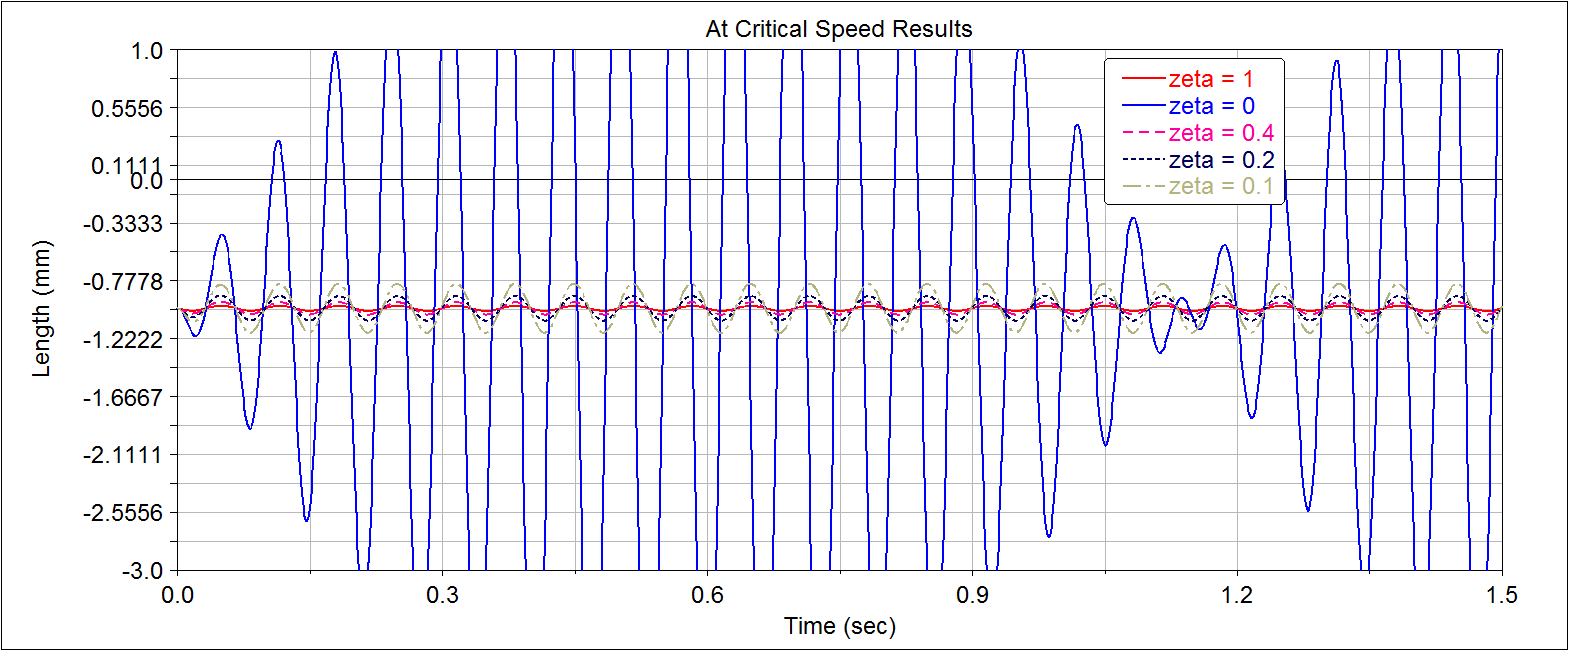 At Critical Speed Results
1.0
0.5556
0.1111
0.0
-0.3333
-0.7778
-1.2222
-1.6667
-2.1111
-2.5556
-3.0
Length (mm)
zeta = 1
zeta = 0
zeta = 0.4
zeta = 0.2
zeta = 0.1
0.0 0.3 0.6 0.9 1.2 1.5
Time (sec)